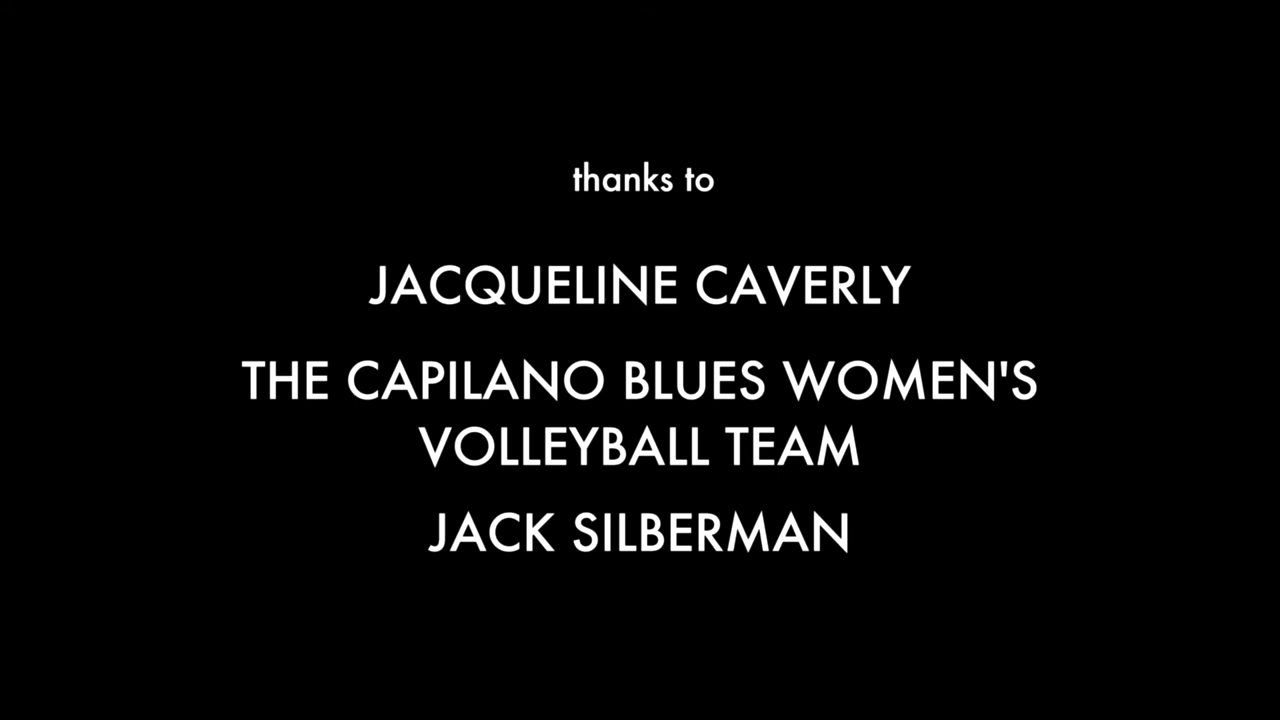 thanks to
JACQUELINE CAVERLY
THE CAPILANO BLUES WOMEN'S
VOLLEYBALL TEAM
JACK SILBERMAN